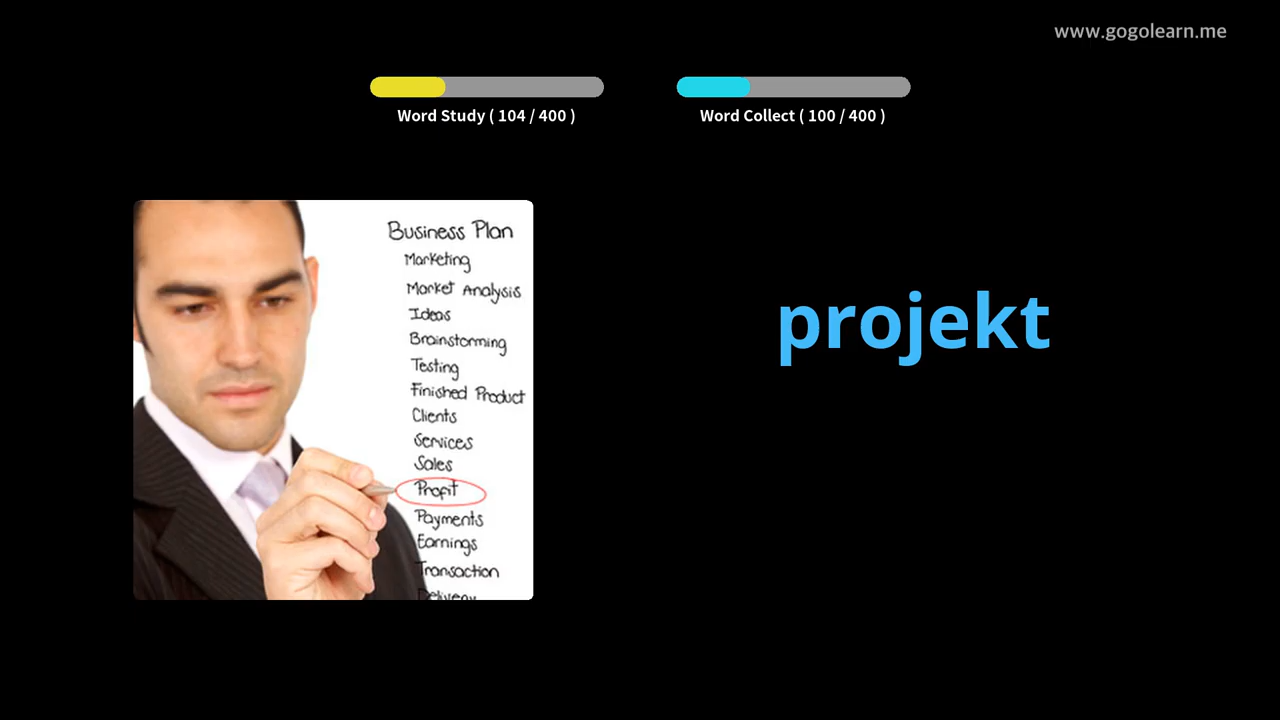 www.gogolearn.me
Word Study ( 104 / 400 )
Word Collect ( 100 / 400 )
Business Plan
Marketing
Market Analysis
Ideas
Brainstorming
Testing
Finished Product
Clients
Services
Sales
Profit
Payments
Earnings
Transaction
Delivery
projekt